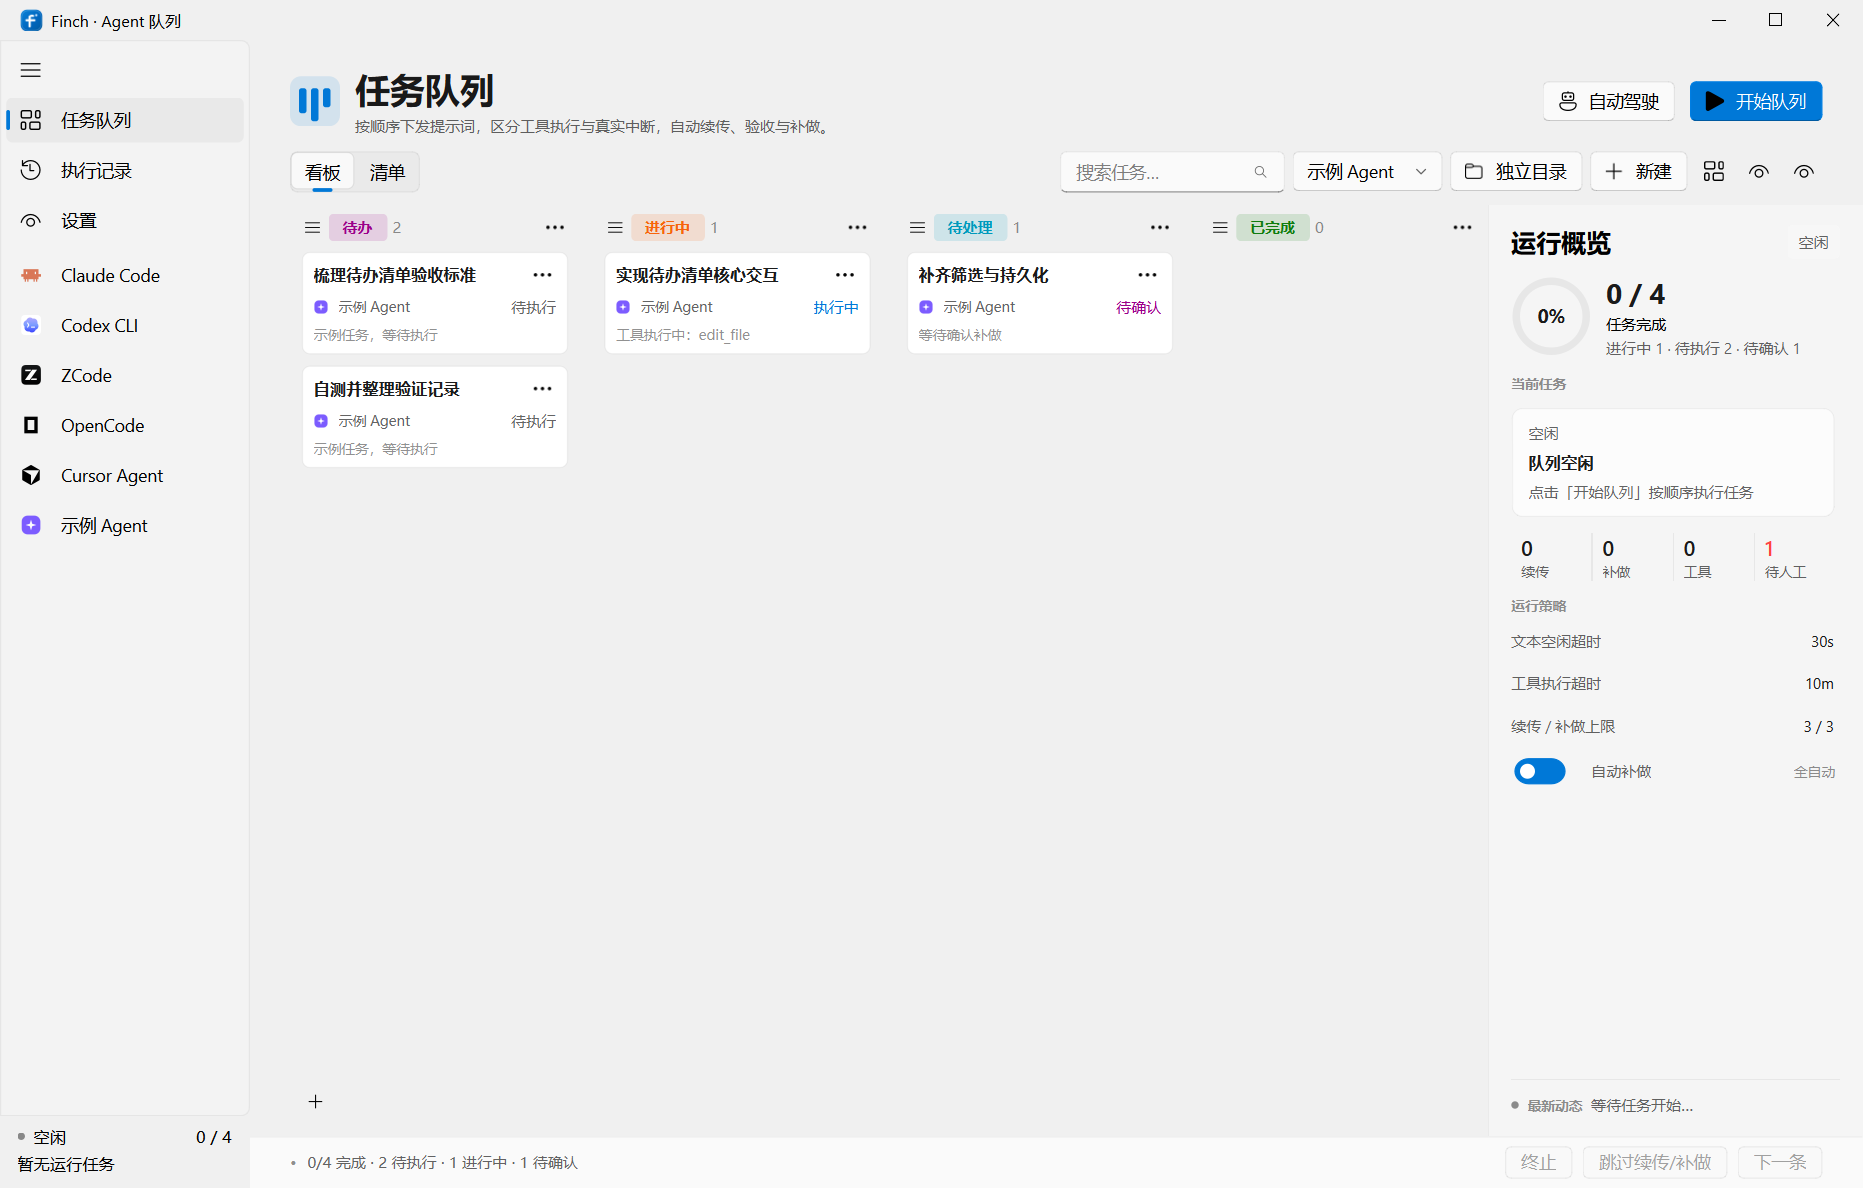 Finch · Agent 队列
任务队列
执行记录
设置
Claude Code
Codex CLI
ZCode
OpenCode
Cursor Agent
示例 Agent
空闲
0 / 4
暂无运行任务
任务队列
按顺序下发提示词，区分工具执行与真实中断，自动续传、验收与补做。
自动驾驶
开始队列
看板
清单
搜索任务...
示例 Agent
独立目录
新建
待办 2
梳理待办清单验收标准
示例 Agent 待执行
示例任务，等待执行
自测并整理验证记录
示例 Agent 待执行
示例任务，等待执行
进行中 1
实现待办清单核心交互
示例 Agent 执行中
工具执行中：edit_file
待处理 1
补齐筛选与持久化
示例 Agent 待确认
等待确认补做
已完成 0
运行概览
空闲
0%
0 / 4
任务完成
进行中 1 · 待执行 2 · 待确认 1
当前任务
空闲
队列空闲
点击「开始队列」按顺序执行任务
0 续传
0 补做
0 工具
1 待人工
运行策略
文本空闲超时 30s
工具执行超时 10m
续传 / 补做上限 3 / 3
自动补做 全自动
最新动态 等待任务开始...
0/4 完成 · 2 待执行 · 1 进行中 · 1 待确认
终止
跳过续传/补做
下一条